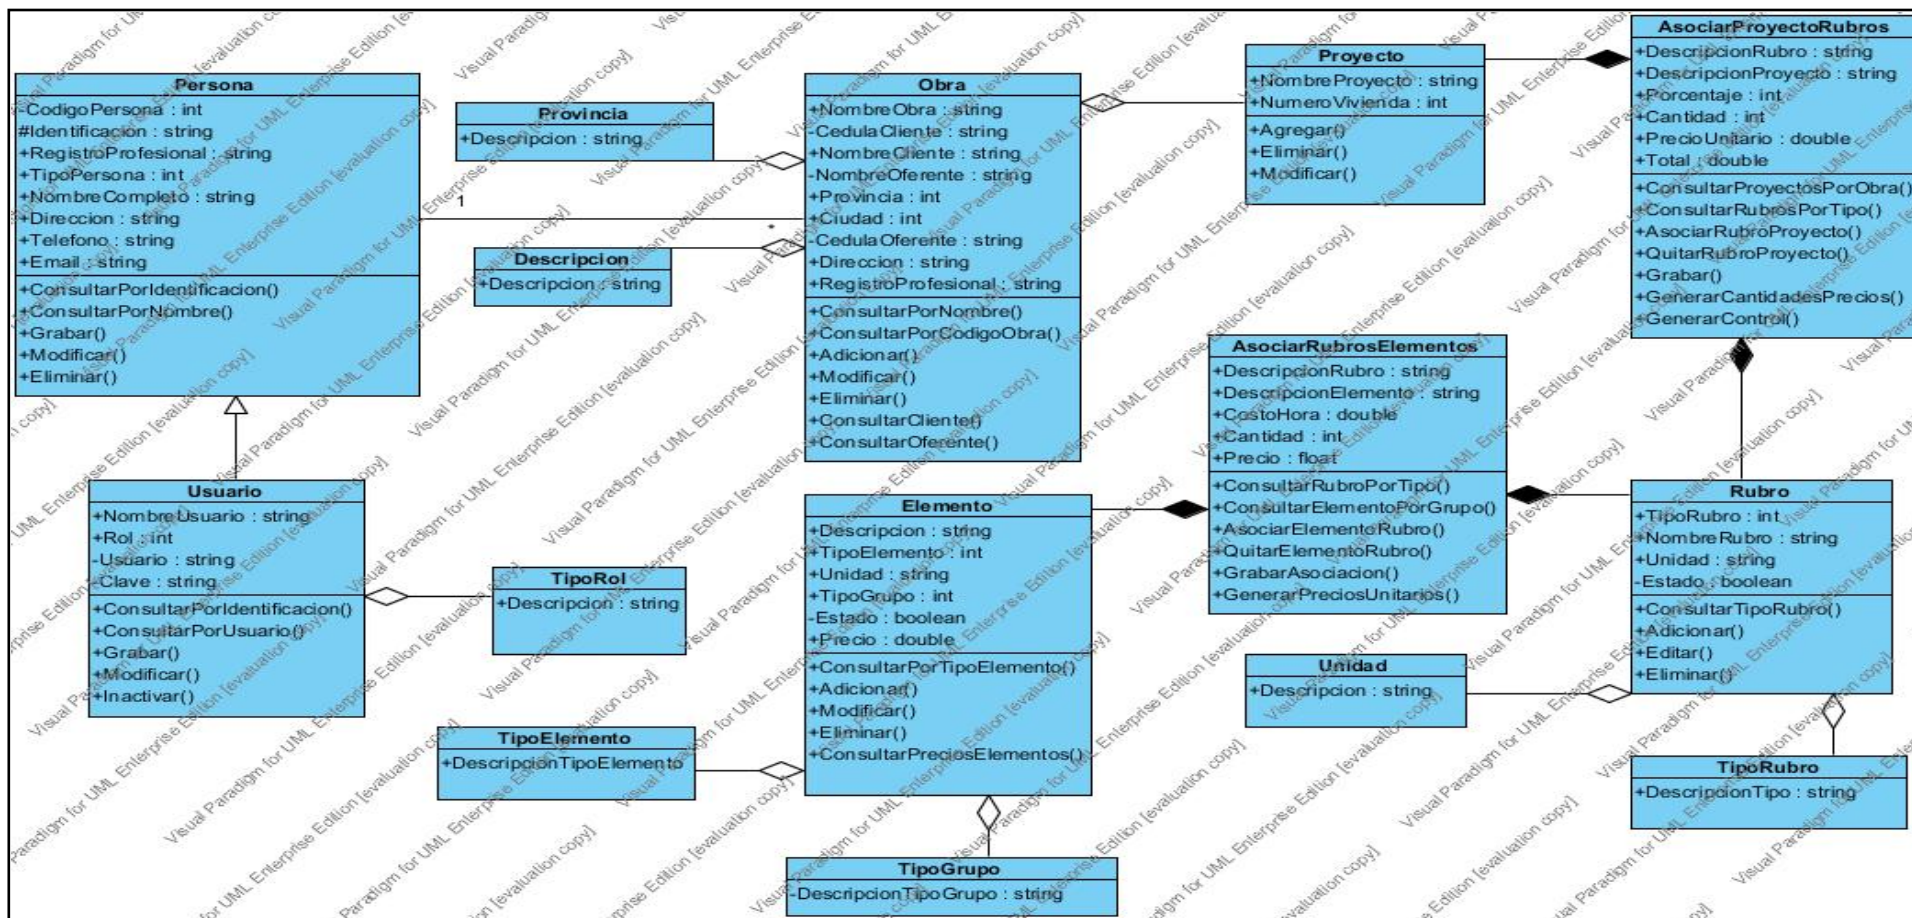 Persona
-CodigoPersona : int
#Identificacion : string
+RegistroProfesional : string
+TipoPersona : int
+NombreCompleto : string
+Direccion : string
+Telefono : string
+Email : string
+ConsultarPorIdentificacion()
+ConsultarPorNombre()
+Grabar()
+Modificar()
+Eliminar()
Provincia
+Descripcion : string
1
*
Descripcion
+Descripcion : string
Obra
+NombreObra : string
-CedulaCliente : string
+NombreCliente : string
-NombreOferente : string
+Provincia : int
+Ciudad : int
-CedulaOferente : string
+Direccion : string
+RegistroProfesional : string
+ConsultarPorNombre()
+ConsultarPorCodigoObra()
+Adicionar()
+Modificar()
+Eliminar()
+ConsultarCliente()
+ConsultarOferente()
Proyecto
+NombreProyecto : string
+NumeroVivienda : int
+Agregar()
+Eliminar()
+Modificar()
AsociarProyectoRubros
+DescripcionRubro : string
+DescripcionProyecto : string
+Porcentaje : int
+Cantidad : int
+PrecioUnitario : double
+Total : double
+ConsultarProyectosPorObra()
+ConsultarRubrosPorTipo()
+AsociarRubroProyecto()
+QuitarRubroProyecto()
+Grabar()
+GenerarCantidadesPrecios()
+GenerarControl()
AsociarRubrosElementos
+DescripcionRubro : string
+DescripcionElemento : string
+CostoHora : double
+Cantidad : int
+Precio : float
+ConsultarRubroPorTipo()
+ConsultarElementoPorGrupo()
+AsociarElementoRubro()
+QuitarElementoRubro()
+GrabarAsociacion()
+GenerarPreciosUnitarios()
Usuario
+NombreUsuario : string
+Rol : int
-Usuario : string
-Clave : string
+ConsultarPorIdentificacion()
+ConsultarPorUsuario()
+Grabar()
+Modificar()
+Inactivar()
TipoRol
+Descripcion : string
Elemento
+Descripcion : string
+TipoElemento : int
+Unidad : string
+TipoGrupo : int
-Estado : boolean
+Precio : double
+ConsultarPorTipoElemento()
+Adicionar()
+Modificar()
+Eliminar()
+ConsultarPreciosElementos()
Rubro
+TipoRubro : int
+NombreRubro : string
+Unidad : string
-Estado : boolean
+ConsultarTipoRubro()
+Adicionar()
+Editar()
+Eliminar()
Unidad
+Descripcion : string
TipoElemento
+DescripcionTipoElemento
TipoRubro
+DescripcionTipo : string
TipoGrupo
-DescripcionTipoGrupo : string
Visual Paradigm for UML Enterprise Edition [evaluation copy]